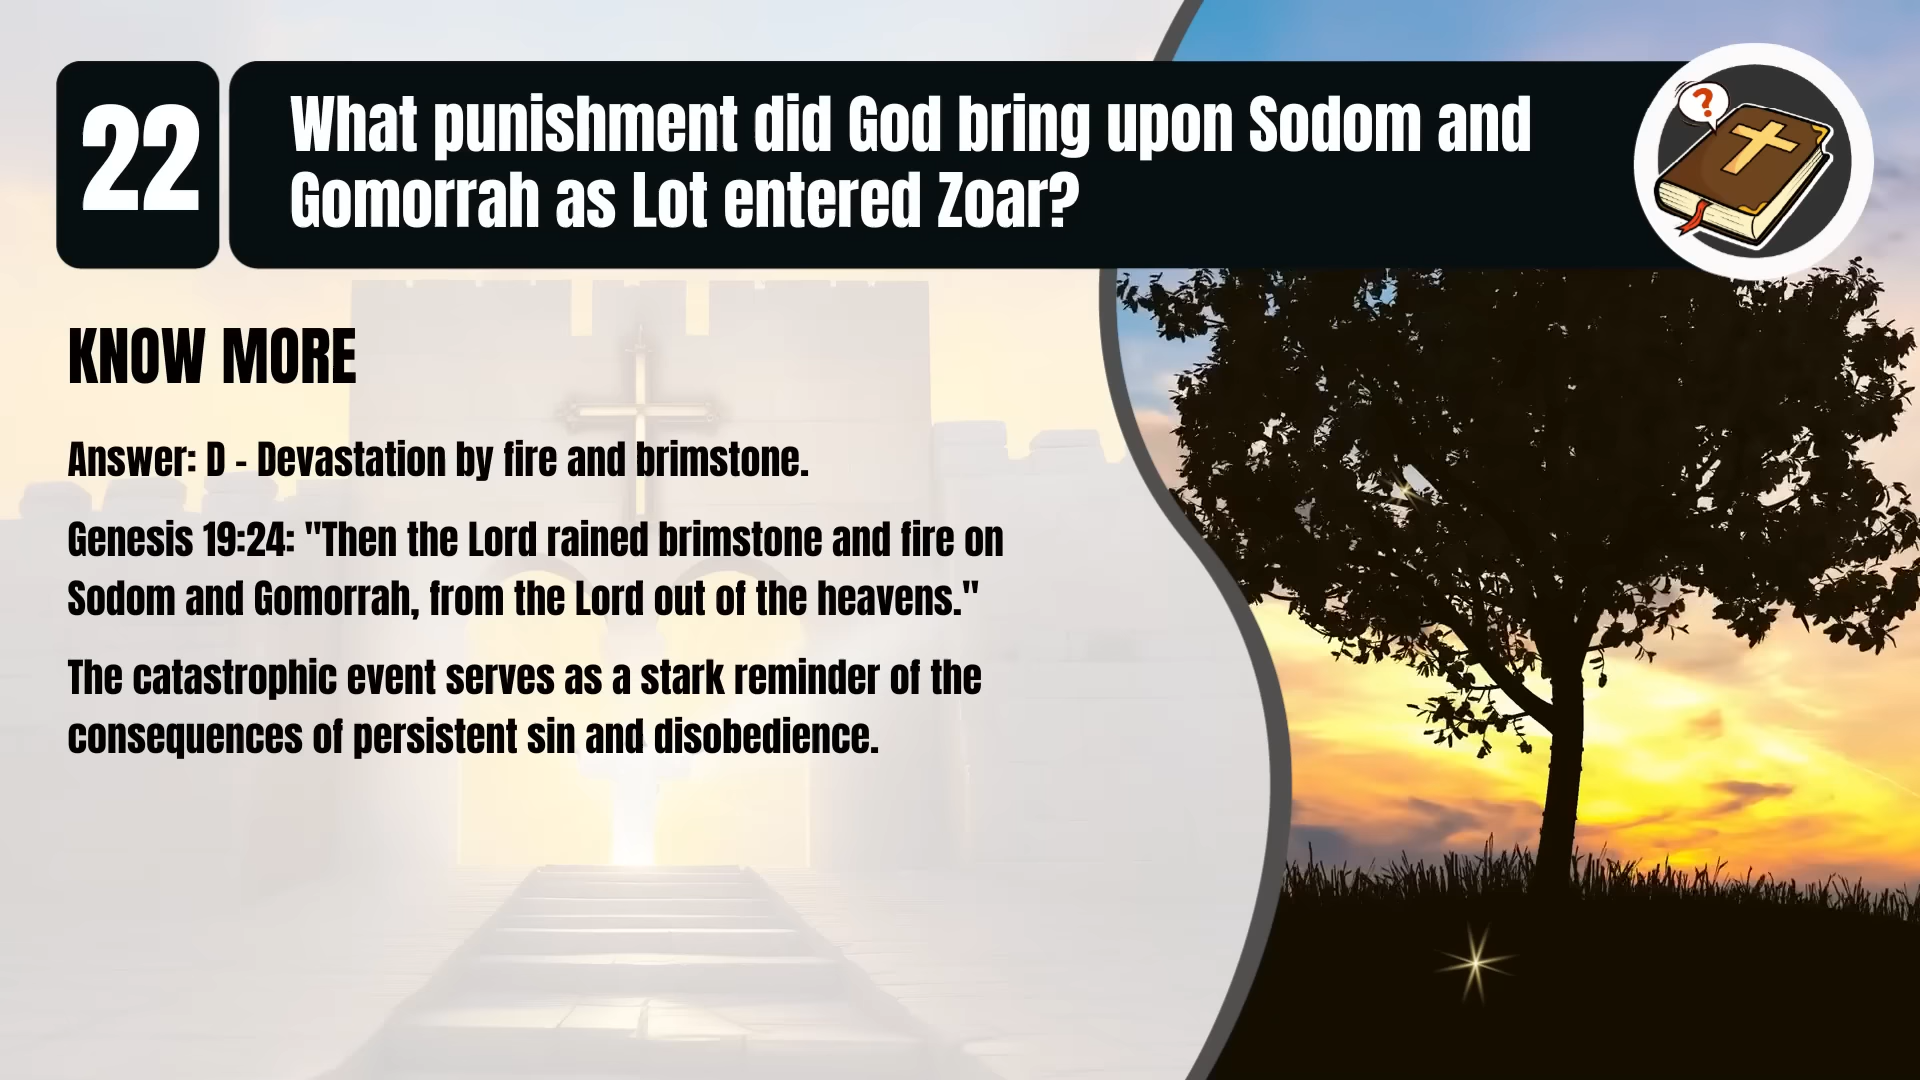 22
What punishment did God bring upon Sodom and
Gomorrah as Lot entered Zoar?
?
KNOW MORE
Answer: D - Devastation by fire and brimstone.
Genesis 19:24: "Then the Lord rained brimstone and fire on
Sodom and Gomorrah, from the Lord out of the heavens."
The catastrophic event serves as a stark reminder of the
consequences of persistent sin and disobedience.